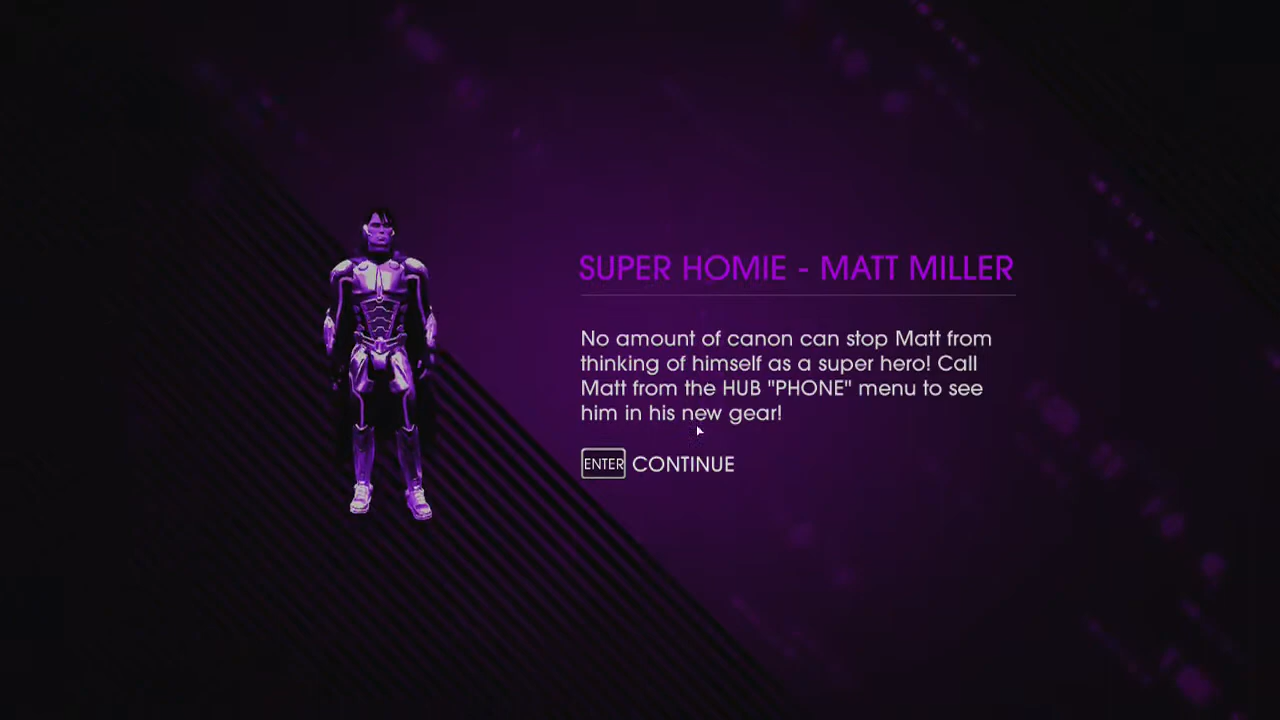 SUPER HOMIE - MATT MILLER
No amount of canon can stop Matt from
thinking of himself as a super hero! Call
Matt from the HUB "PHONE" menu to see
him in his new gear!
ENTER CONTINUE